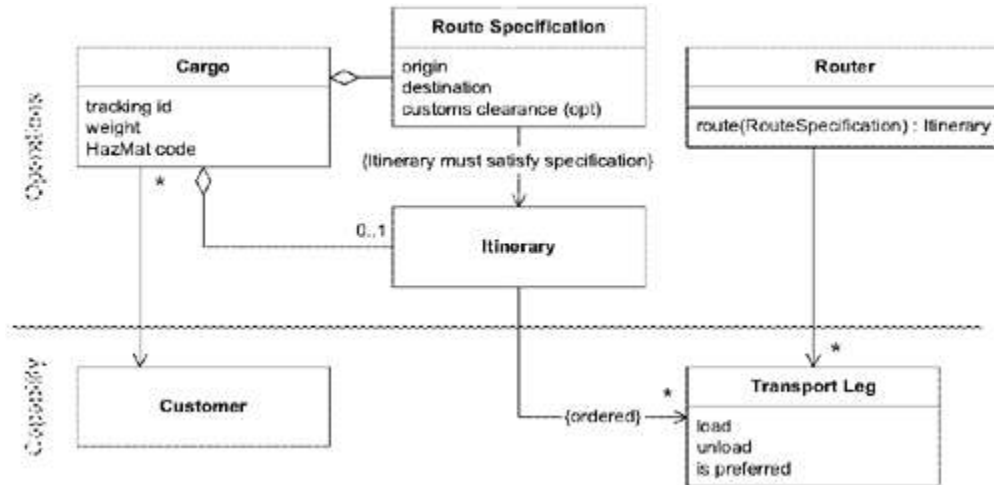 Route Specification
origin
destination
customs clearance (opt)
Cargo
tracking id
weight
HazMat code
Router
route(RouteSpecification) : Itinerary
Operations
{Itinerary must satisfy specification}
*
0..1
Itinerary
Capability
Customer
*
*
{ordered}
Transport Leg
load
unload
is preferred